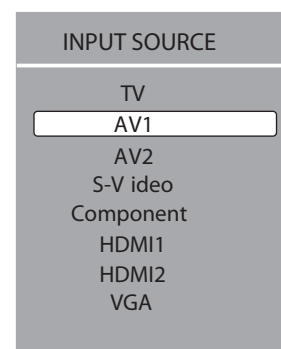 INPUT SOURCE
TV
AV1
AV2
S-V ideo
Component
HDMI1
HDMI2
VGA